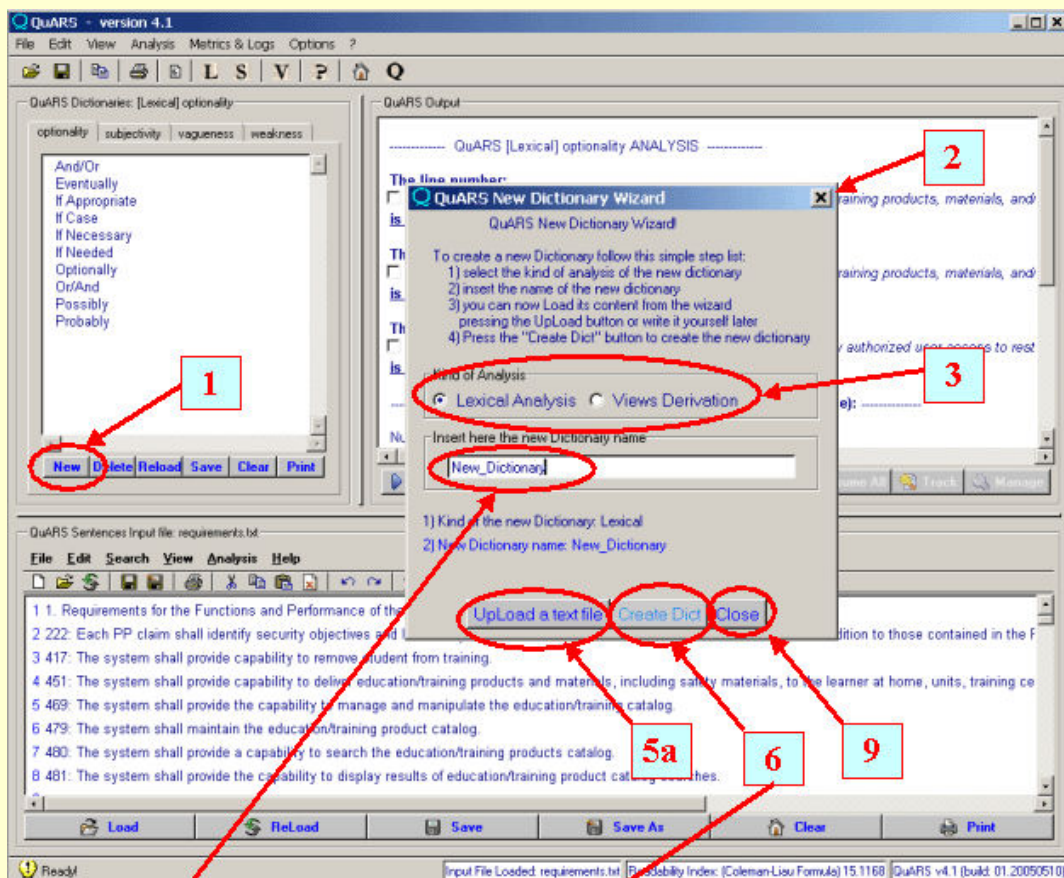 QuARS - version 4.1
File Edit View Analysis Metrics & Logs Options ?
L S V ? Q
QuARS Dictionaries: [Lexical] optionality
optionality subjectivity vagueness weakness
And/Or
Eventually
If Appropriate
If Case
If Necessary
If Needed
Optionally
Or/And
Possibly
Probably
New Delete Reload Save Clear Print
1
QuARS Output
------------ QuARS [Lexical] optionality ANALYSIS ------------
The line number:
raining products, materials, and
is
Th
raining products, materials, and
is
Th
authorized user access to rest
is
e): ------------
Nu
Track Manage
2
QuARS New Dictionary Wizard
QuARS New Dictionary Wizard
To create a new Dictionary follow this simple step list:
1) select the kind of analysis of the new dictionary
2) insert the name of the new dictionary
3) you can now Load its content from the wizard
pressing the UpLoad button or write it yourself later
4) Press the "Create Dict" button to create the new dictionary
Kind of Analysis
Lexical Analysis Views Derivation
3
Insert here the new Dictionary name
New_Dictionary
1) Kind of the new Dictionary: Lexical
2) New Dictionary name: New_Dictionary
UpLoad a text file Create Dict Close
5a
6
9
QuARS Sentences Input file: requirements.txt
File Edit Search View Analysis Help
1 1. Requirements for the Functions and Performance of the
2 222: Each PP claim shall identify security objectives and dition to those contained in the P
3 417: The system shall provide capability to remove student from training.
4 451: The system shall provide capability to deliver education/training products and materials, including safety materials, to the learner at home, units, training ce
5 469: The system shall provide the capability to manage and manipulate the education/training catalog.
6 479: The system shall maintain the education/training product catalog.
7 480: The system shall provide a capability to search the education/training products catalog.
8 481: The system shall provide the capability to display results of education/training product catalog searches.
Load ReLoad Save Save As Clear Print
Ready! Input File Loaded: requirements.txt Readability Index: (Coleman-Liau Formula) 15.1168 QuARS v4.1 (build: 01.20050510